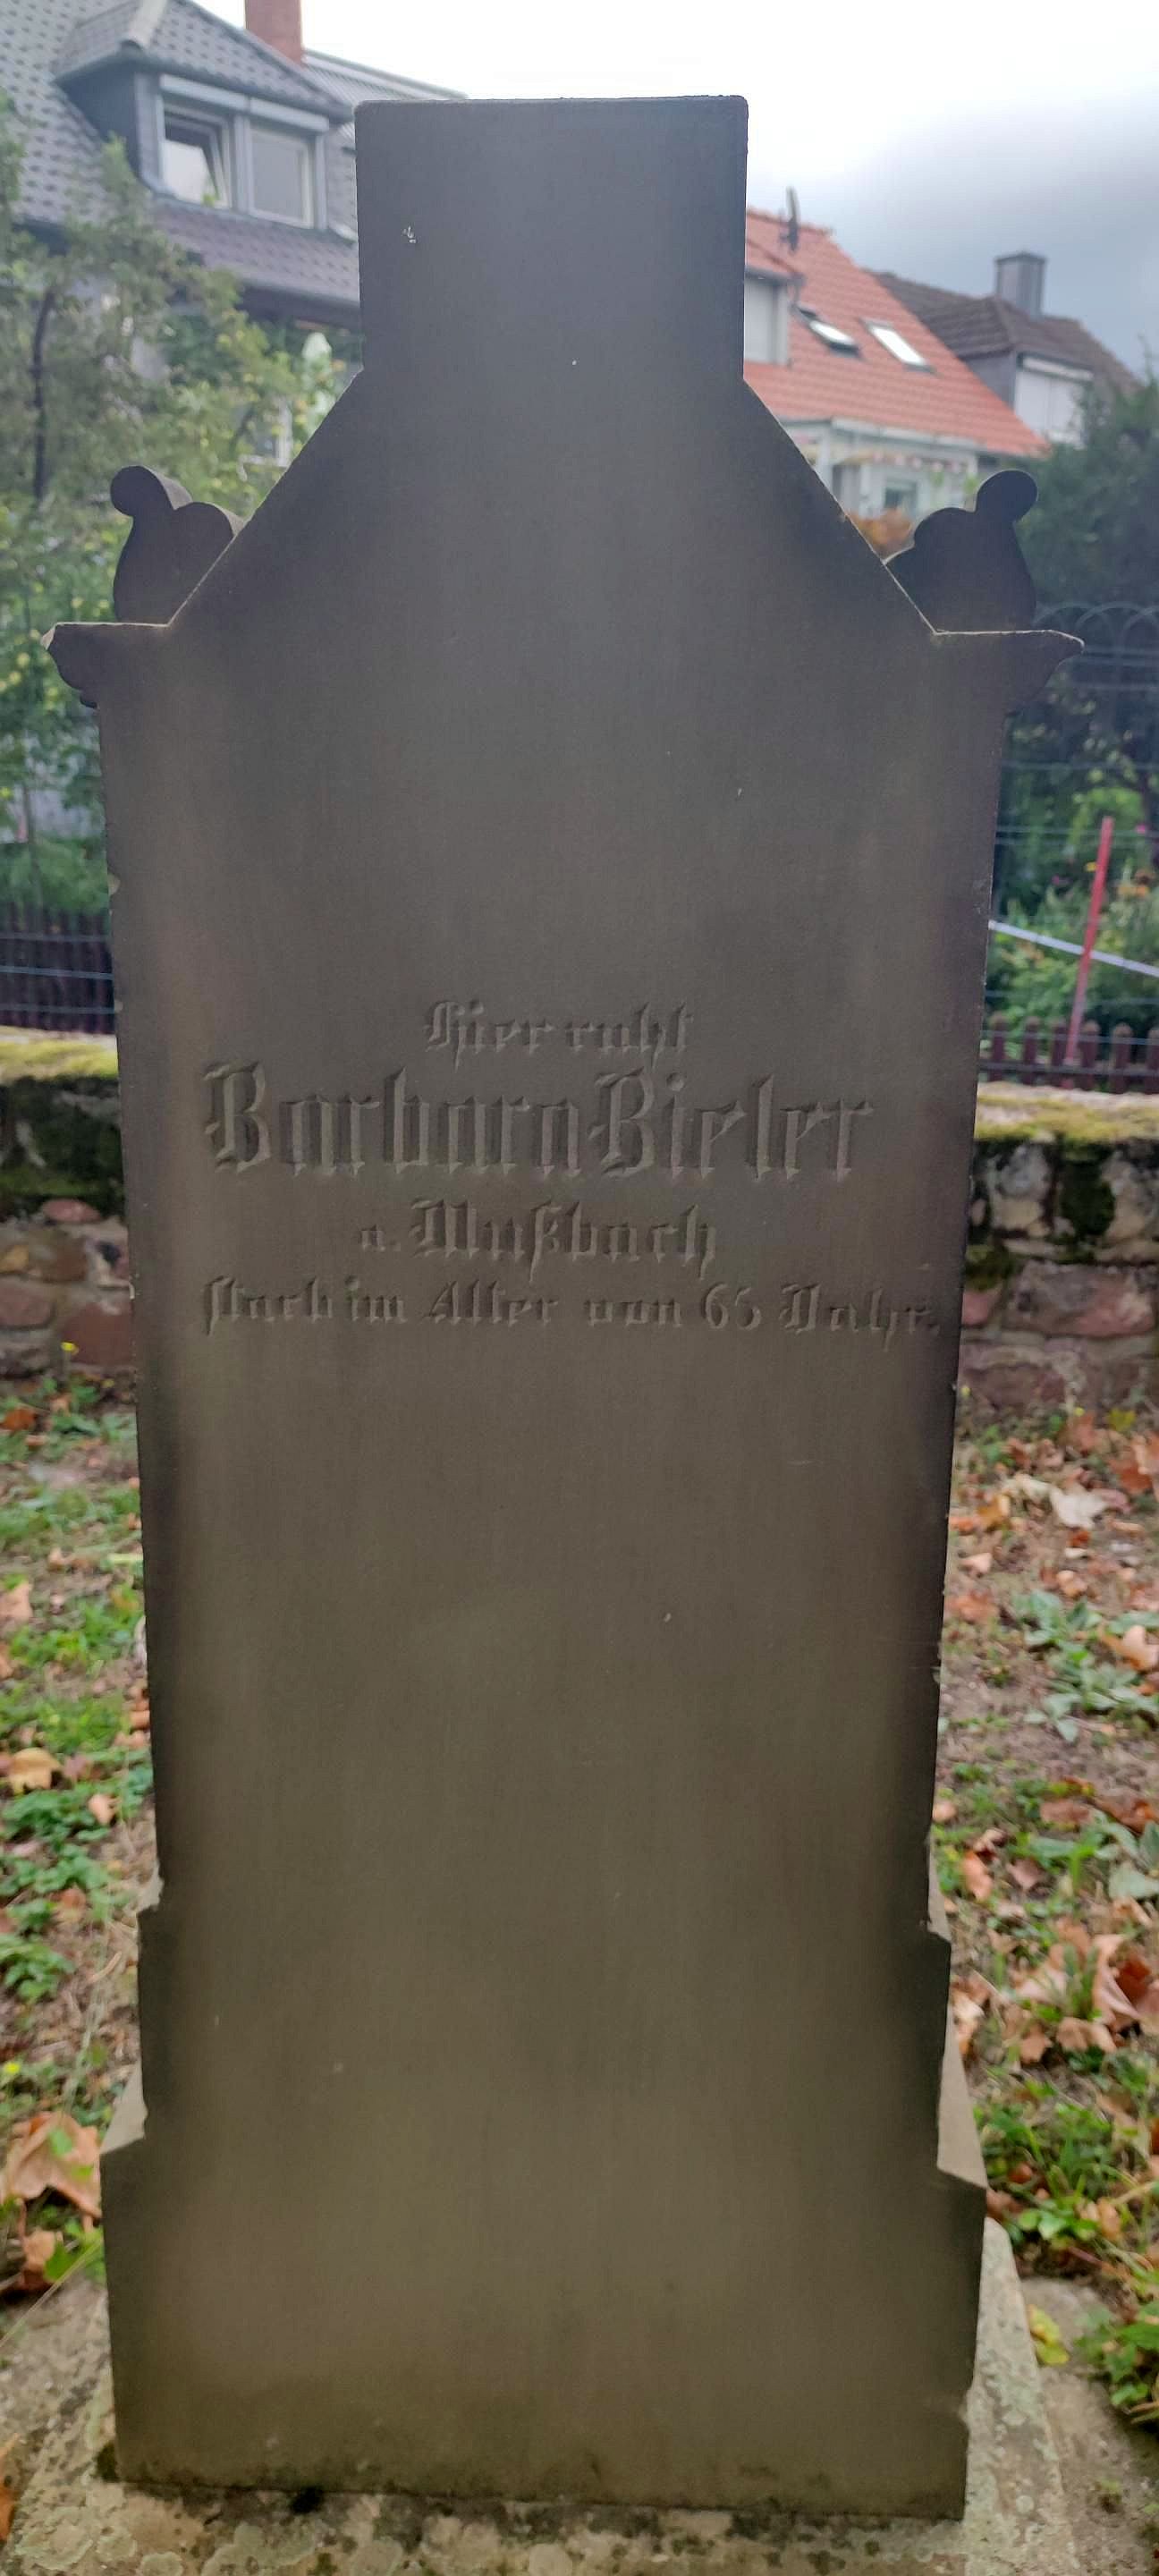 Hier ruht
Barbara Bieler
a. Mußbach
starb im Alter von 65 Jahr.